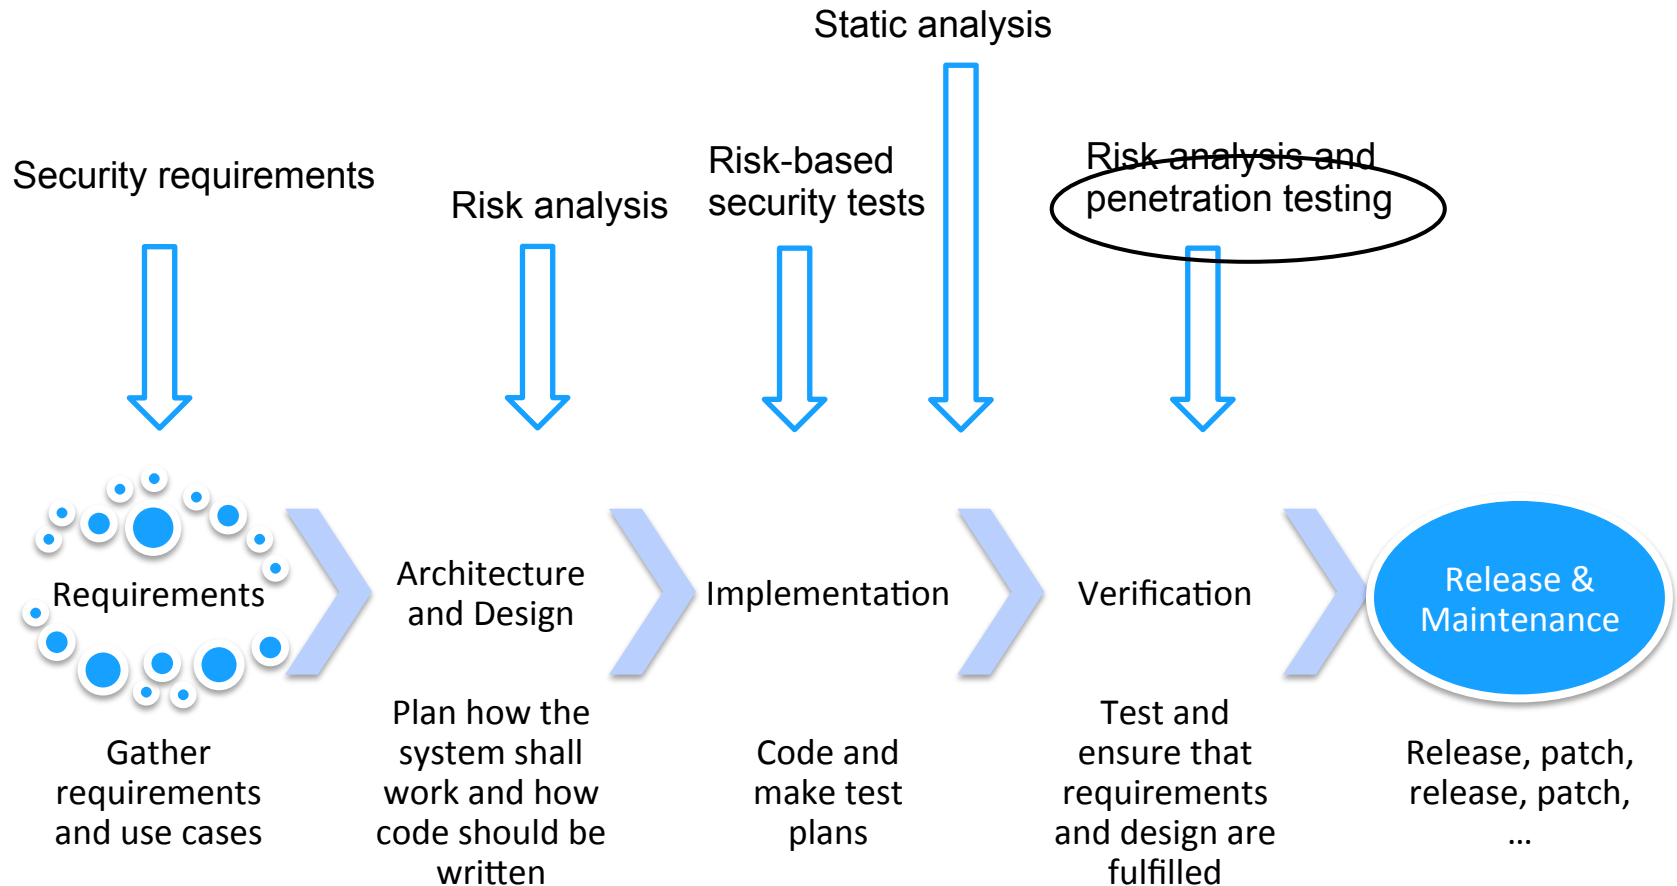 Static analysis
Security requirements
Risk analysis
Risk-based
security tests
Risk analysis and
penetration testing
Requirements
Architecture
and Design
Implementation
Verification
Release &
Maintenance
Gather
requirements
and use cases
Plan how the
system shall
work and how
code should be
written
Code and
make test
plans
Test and
ensure that
requirements
and design are
fulfilled
Release, patch,
release, patch,
...